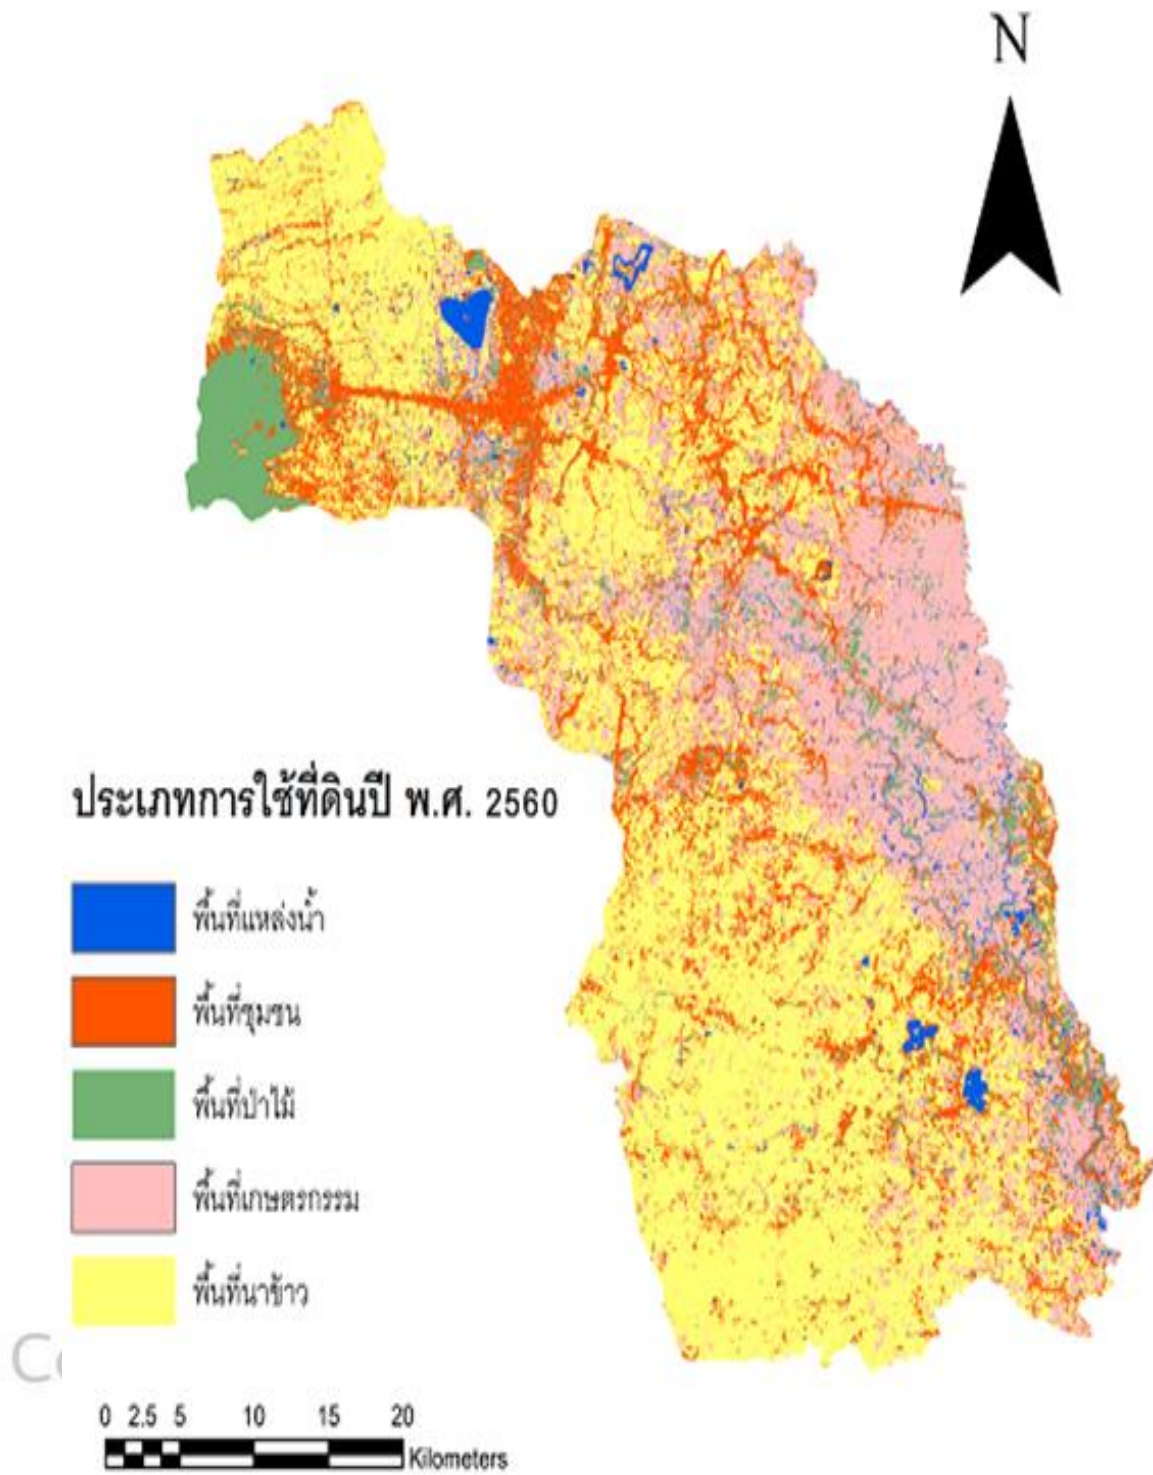 N
ประเภทการใช้ที่ดินปี พ.ศ. 2560
พื้นที่แหล่งน้ำ
พื้นที่ชุมชน
พื้นที่ป่าไม้
พื้นที่เกษตรกรรม
พื้นที่นาข้าว
0 2.5 5 10 15 20
Kilometers